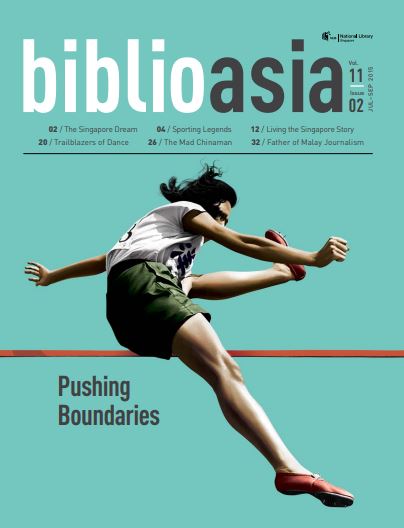 National Library
Singapore
biblioasia
Vol.
11
Issue
02
JUL–SEP 2015
02 / The Singapore Dream 04 / Sporting Legends 12 / Living the Singapore Story
20 / Trailblazers of Dance 26 / The Mad Chinaman 32 / Father of Malay Journalism
Pushing
Boundaries